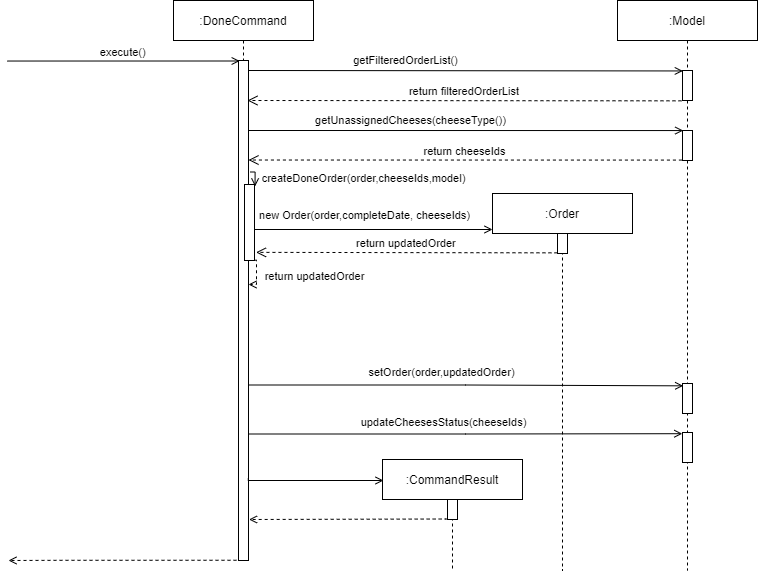 :DoneCommand
:Model
execute()
getFilteredOrderList()
return filteredOrderList
getUnassignedCheeses(cheeseType())
return cheeseIds
createDoneOrder(order,cheeseIds,model)
new Order(order,completeDate, cheeseIds)
:Order
return updatedOrder
return updatedOrder
setOrder(order,updatedOrder)
updateCheesesStatus(cheeseIds)
:CommandResult